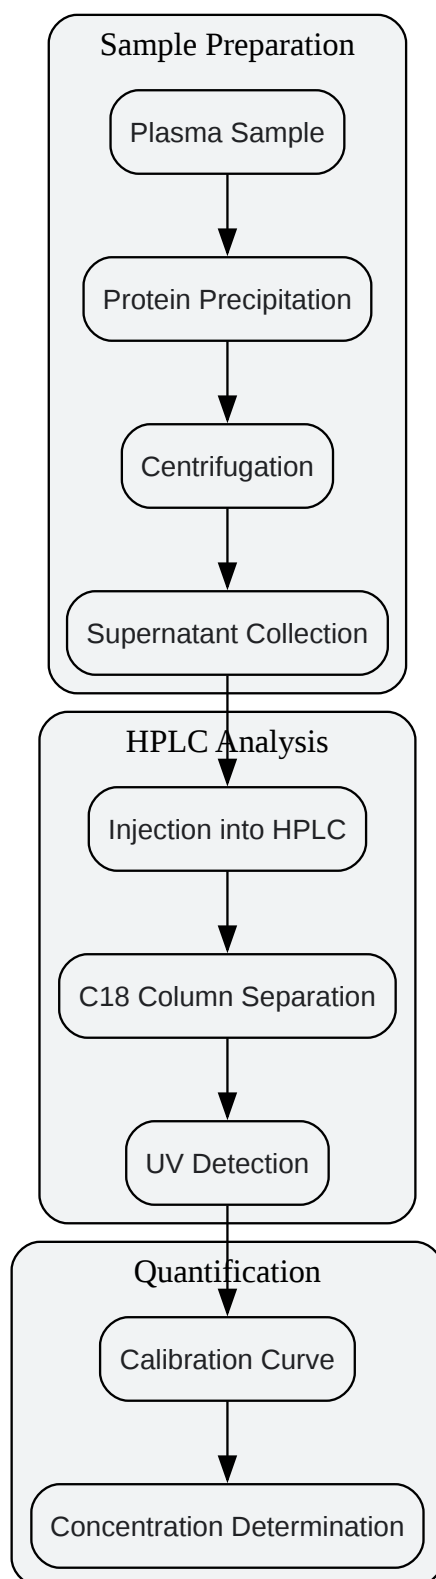 Sample Preparation
Plasma Sample
Protein Precipitation
Centrifugation
Supernatant Collection
HPLC Analysis
Injection into HPLC
C18 Column Separation
UV Detection
Quantification
Calibration Curve
Concentration Determination